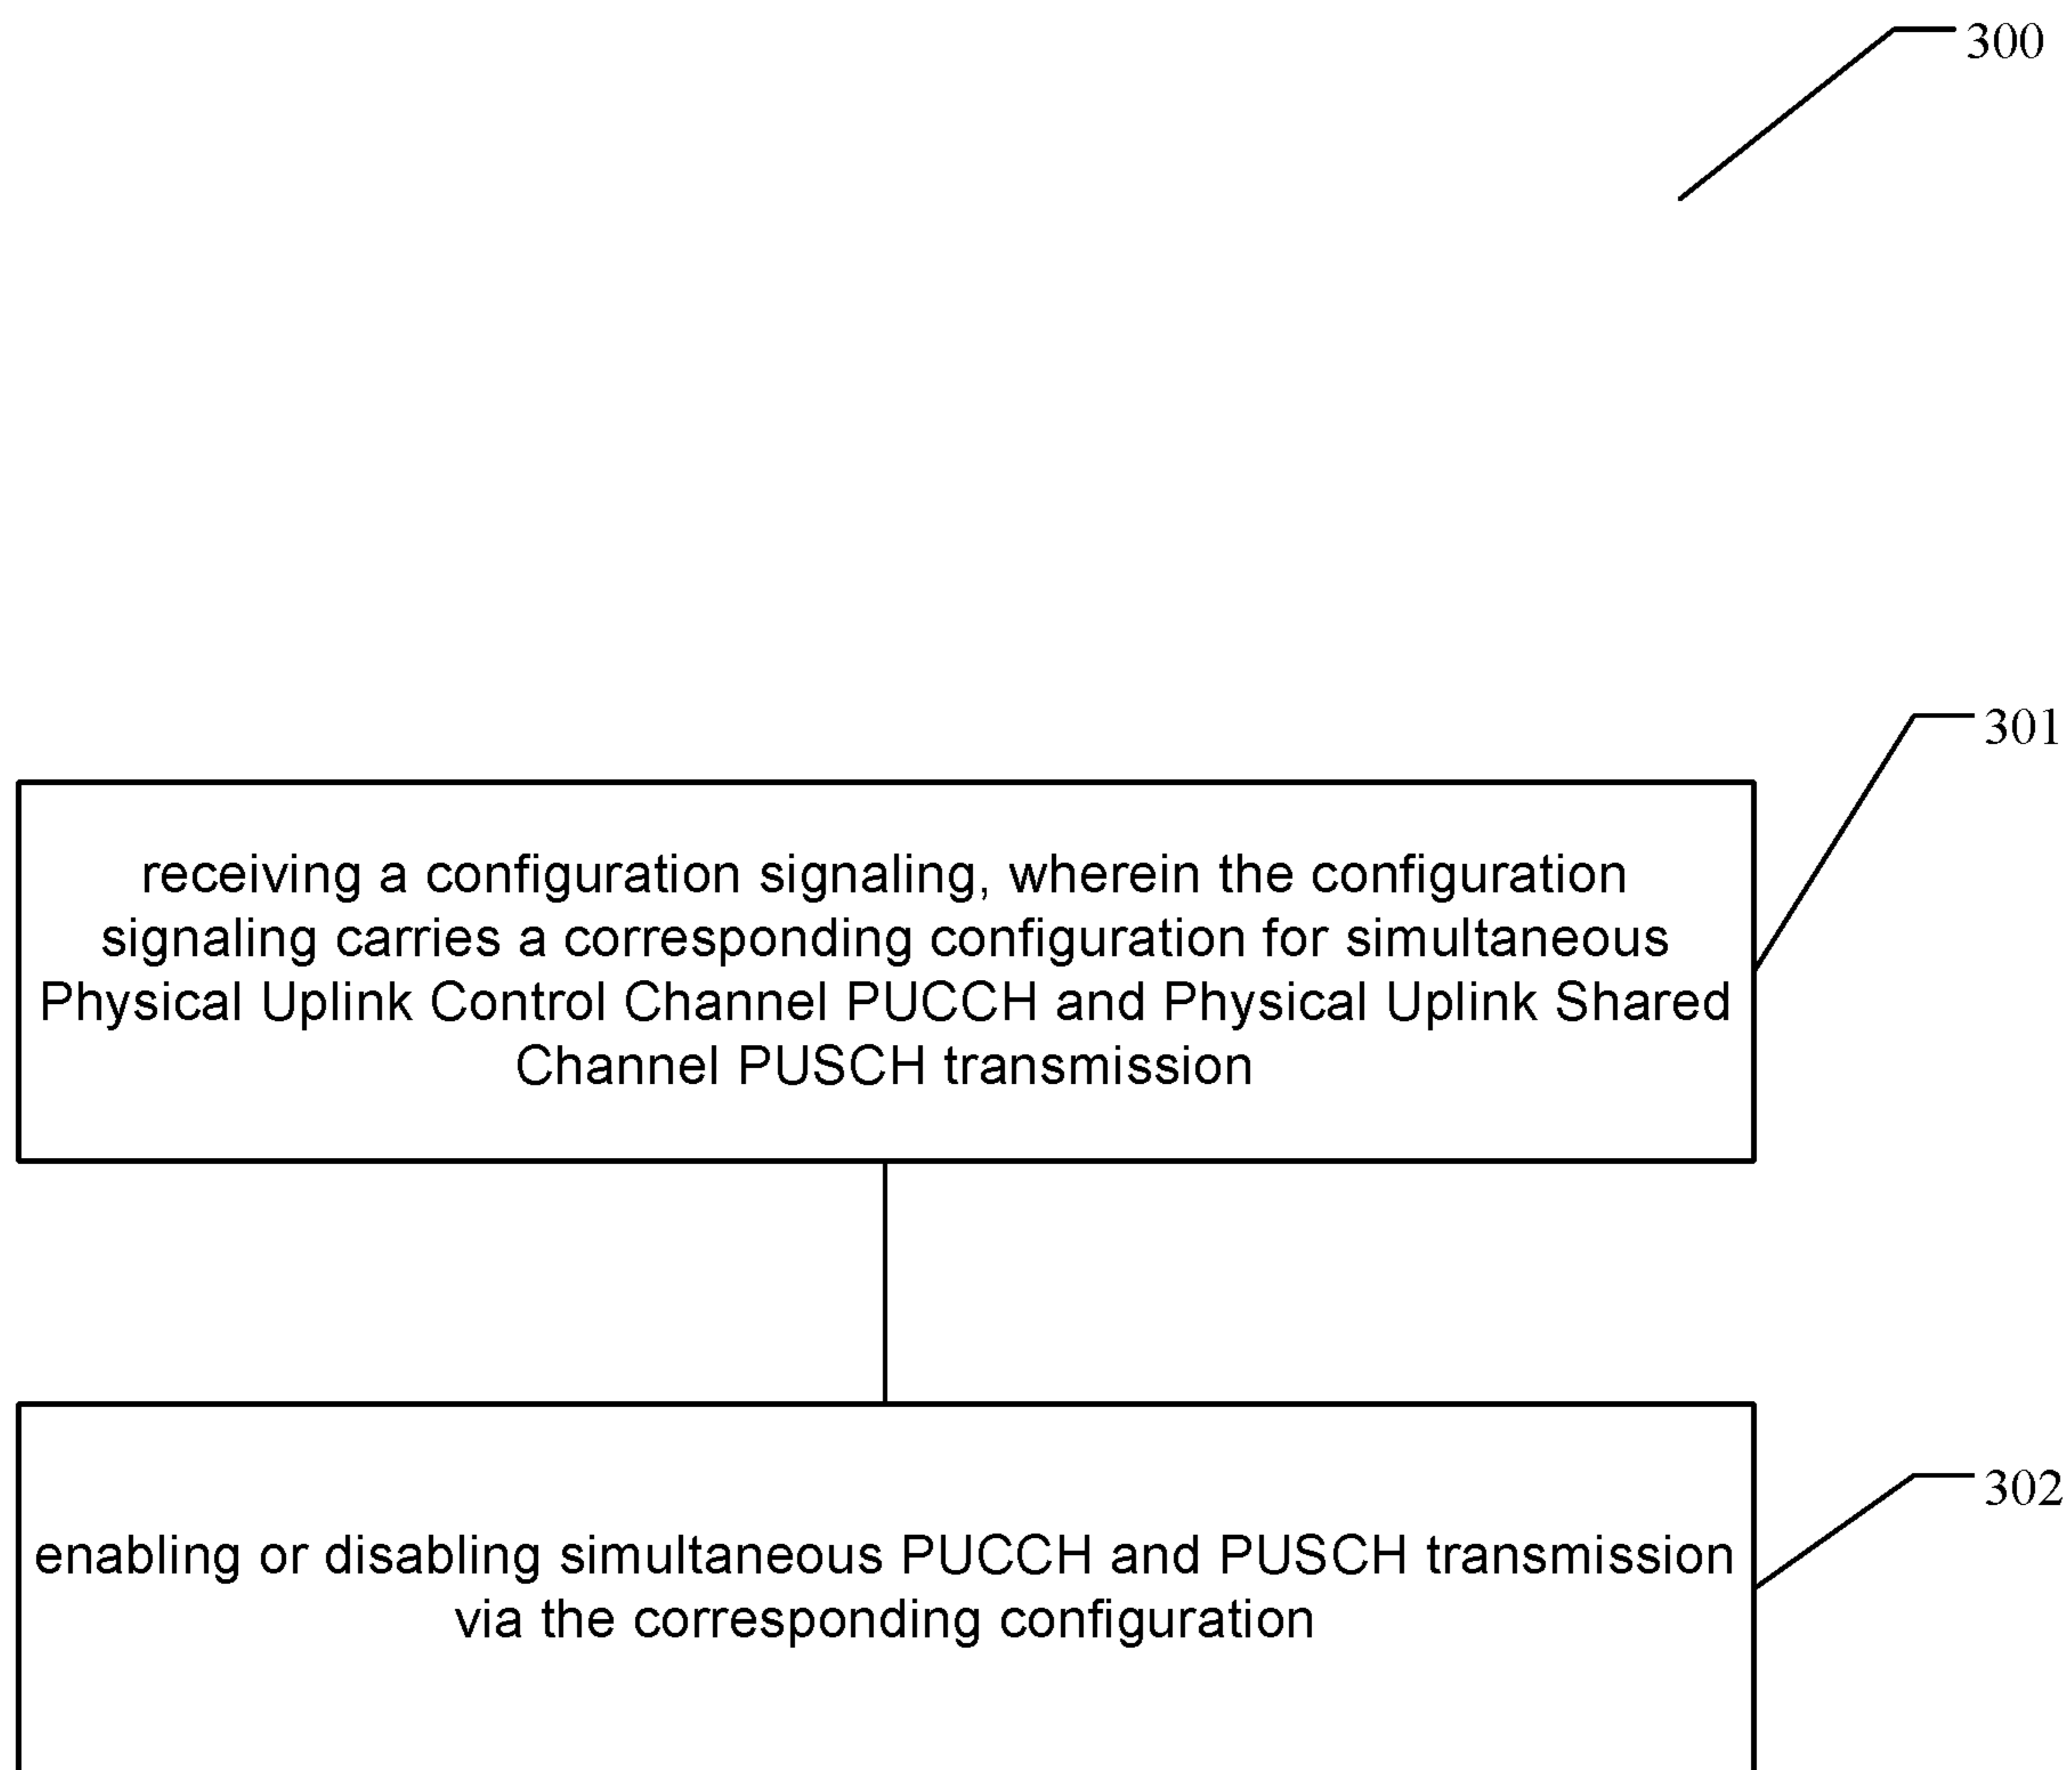 300
301
receiving a configuration signaling, wherein the configuration
signaling carries a corresponding configuration for simultaneous
Physical Uplink Control Channel PUCCH and Physical Uplink Shared
Channel PUSCH transmission
302
enabling or disabling simultaneous PUCCH and PUSCH transmission
via the corresponding configuration